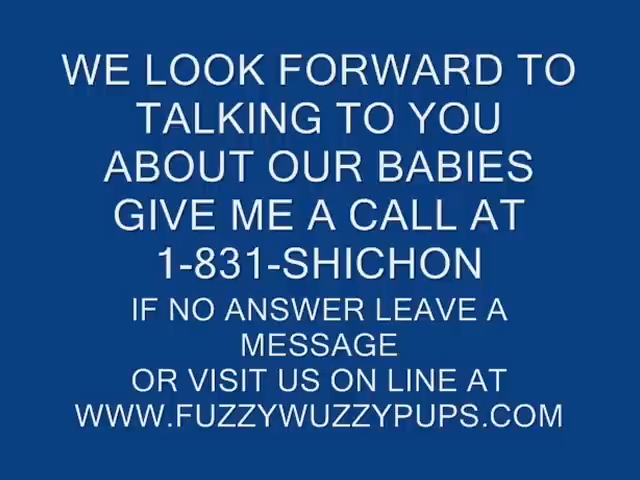 WE LOOK FORWARD TO
TALKING TO YOU
ABOUT OUR BABIES
GIVE ME A CALL AT
1-831-SHICHON
IF NO ANSWER LEAVE A
MESSAGE
OR VISIT US ON LINE AT
WWW.FUZZYWUZZYPUPS.COM